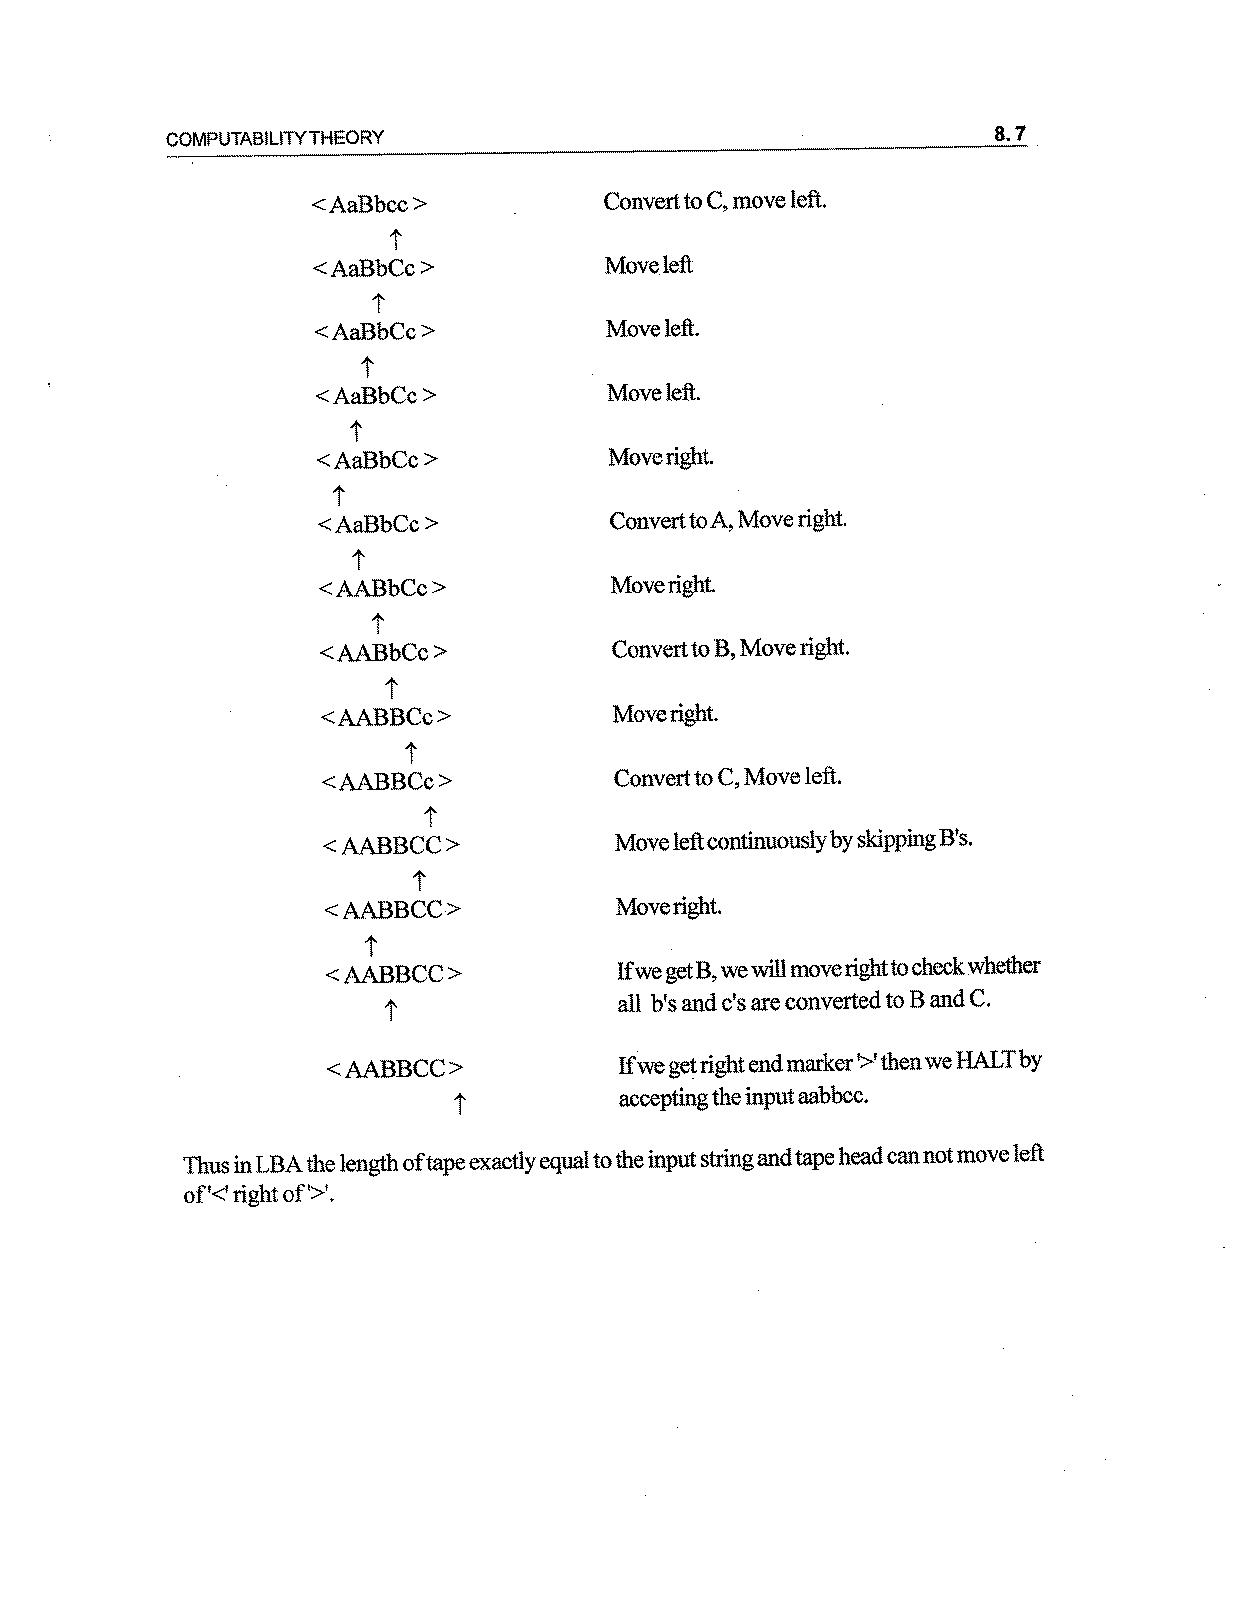 COMPUTABILITY THEORY 8.7
< AaBbcc > Convert to C, move left.
↑
< AaBbCc > Move left
↑
< AaBbCc > Move left.
↑
< AaBbCc > Move left.
↑
< AaBbCc > Move right.
↑
< AaBbCc > Convert to A, Move right.
↑
< AABbCc > Move right.
↑
< AABbCc > Convert to B, Move right.
↑
< AABBCc > Move right.
↑
< AABBCc > Convert to C, Move left.
↑
< AABBCC > Move left continuously by skipping B's.
↑
< AABBCC > Move right.
↑
< AABBCC > If we get B, we will move right to check whether
↑ all b's and c's are converted to B and C.
< AABBCC > If we get right end marker '>' then we HALT by
↑ accepting the input aabbcc.
Thus in LBA the length of tape exactly equal to the input string and tape head can not move left
of '<' right of '>'.